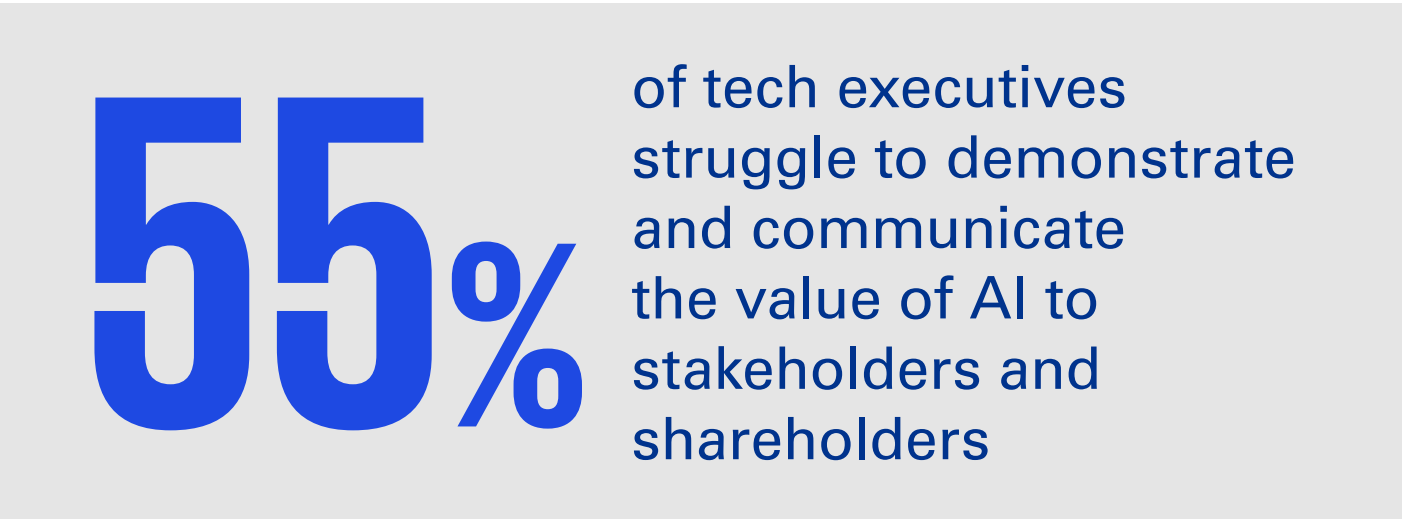 55%
of tech executives
struggle to demonstrate
and communicate
the value of AI to
stakeholders and
shareholders